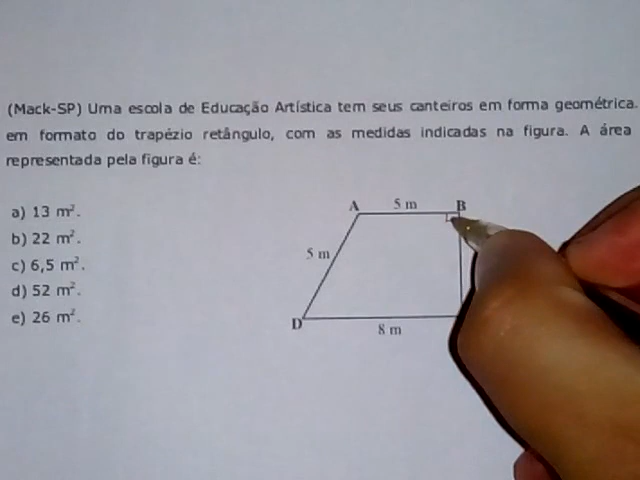 (Mack-SP) Uma escola de Educação Artística tem seus canteiros em forma geométrica.
em formato do trapézio retângulo, com as medidas indicadas na figura. A área
representada pela figura é:
a) 13 m².
b) 22 m².
c) 6,5 m².
d) 52 m².
e) 26 m².
A 5 m B
5 m
D
8 m